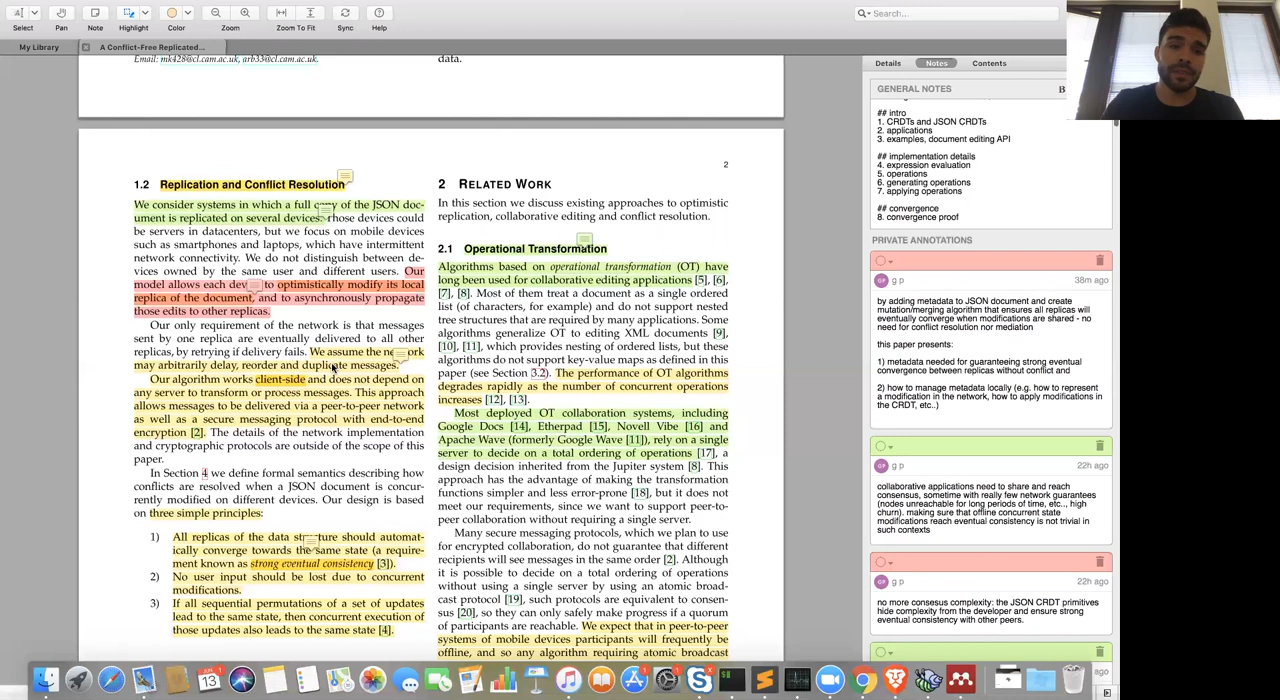 Select
Pan
Note
Highlight
Color
Zoom
Zoom To Fit
Sync
Help
Search...
My Library
A Conflict-Free Replicated...
Email: mk428@cl.cam.ac.uk, arb33@cl.cam.ac.uk.
data.
2
1.2 Replication and Conflict Resolution
We consider systems in which a full copy of the JSON doc-
ument is replicated on several devices. Those devices could
be servers in datacenters, but we focus on mobile devices
such as smartphones and laptops, which have intermittent
network connectivity. We do not distinguish between de-
vices owned by the same user and different users. Our
model allows each device to optimistically modify its local
replica of the document, and to asynchronously propagate
those edits to other replicas.
Our only requirement of the network is that messages
sent by one replica are eventually delivered to all other
replicas, by retrying if delivery fails. We assume the network
may arbitrarily delay, reorder and duplicate messages.
Our algorithm works client-side and does not depend on
any server to transform or process messages. This approach
allows messages to be delivered via a peer-to-peer network
as well as a secure messaging protocol with end-to-end
encryption [2]. The details of the network implementation
and cryptographic protocols are outside of the scope of this
paper.
In Section 4 we define formal semantics describing how
conflicts are resolved when a JSON document is concur-
rently modified on different devices. Our design is based
on three simple principles:
1) All replicas of the data structure should automat-
ically converge towards the same state (a require-
ment known as strong eventual consistency [3]).
2) No user input should be lost due to concurrent
modifications.
3) If all sequential permutations of a set of updates
lead to the same state, then concurrent execution of
those updates also leads to the same state [4].
2 RELATED WORK
In this section we discuss existing approaches to optimistic
replication, collaborative editing and conflict resolution.
2.1 Operational Transformation
Algorithms based on operational transformation (OT) have
long been used for collaborative editing applications [5], [6],
[7], [8]. Most of them treat a document as a single ordered
list (of characters, for example) and do not support nested
tree structures that are required by many applications. Some
algorithms generalize OT to editing XML documents [9],
[10], [11], which provides nesting of ordered lists, but these
algorithms do not support key-value maps as defined in this
paper (see Section 3.2). The performance of OT algorithms
degrades rapidly as the number of concurrent operations
increases [12], [13].
Most deployed OT collaboration systems, including
Google Docs [14], Etherpad [15], Novell Vibe [16] and
Apache Wave (formerly Google Wave [11]), rely on a single
server to decide on a total ordering of operations [17], a
design decision inherited from the Jupiter system [8]. This
approach has the advantage of making the transformation
functions simpler and less error-prone [18], but it does not
meet our requirements, since we want to support peer-to-
peer collaboration without requiring a single server.
Many secure messaging protocols, which we plan to use
for encrypted collaboration, do not guarantee that different
recipients will see messages in the same order [2]. Although
it is possible to decide on a total ordering of operations
without using a single server by using an atomic broad-
cast protocol [19], such protocols are equivalent to consen-
sus [20], so they can only safely make progress if a quorum
of participants are reachable. We expect that in peer-to-peer
systems of mobile devices participants will frequently be
offline, and so any algorithm requiring atomic broadcast
Details
Notes
Contents
GENERAL NOTES
B
## intro
1. CRDTs and JSON CRDTs
2. applications
3. examples, document editing API
## implementation details
4. expression evaluation
5. operations
6. generating operations
7. applying operations
## convergence
8. convergence proof
PRIVATE ANNOTATIONS
g p
38m ago
by adding metadata to JSON document and create
mutation/merging algorithm that ensures all replicas will
eventually converge when modifications are shared - no
need for conflict resolution nor mediation
this paper presents:
1) metadata needed for guaranteeing strong eventual
convergence between replicas without conflict and
2) how to manage metadata locally (e.g. how to represent
a modification in the network, how to apply modifications in
the CRDT, etc..)
g p
22h ago
collaborative applications need to share and reach
consensus, sometime with really few network guarantees
(nodes unreachable for long periods of time, etc.., high
churn). making sure that offline concurrent state
modifications reach eventual consistency is not trivial in
such contexts
g p
22h ago
no more consesus complexity: the JSON CRDT primitives
hide complexity from the developer and ensure strong
eventual consistency with other peers.
ago
13